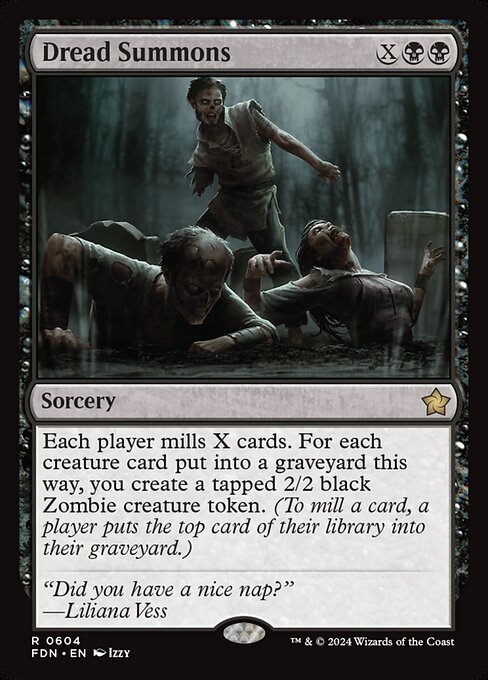 Dread Summons X
Sorcery
Each player mills X cards. For each
creature card put into a graveyard this
way, you create a tapped 2/2 black
Zombie creature token. (To mill a card, a
player puts the top card of their library into
their graveyard.)
“Did you have a nice nap?”
—Liliana Vess
R 0604
FDN • EN Izzy
™ & © 2024 Wizards of the Coast